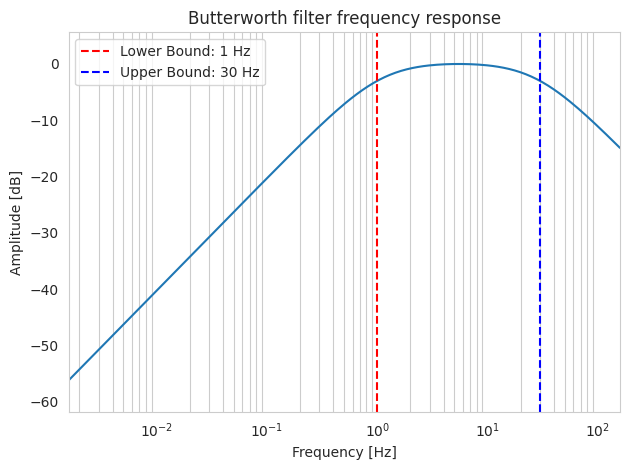 Butterworth filter frequency response
Lower Bound: 1 Hz
Upper Bound: 30 Hz
Amplitude [dB]
0
−10
−20
−30
−40
−50
−60
10⁻² 10⁻¹ 10⁰ 10¹ 10²
Frequency [Hz]